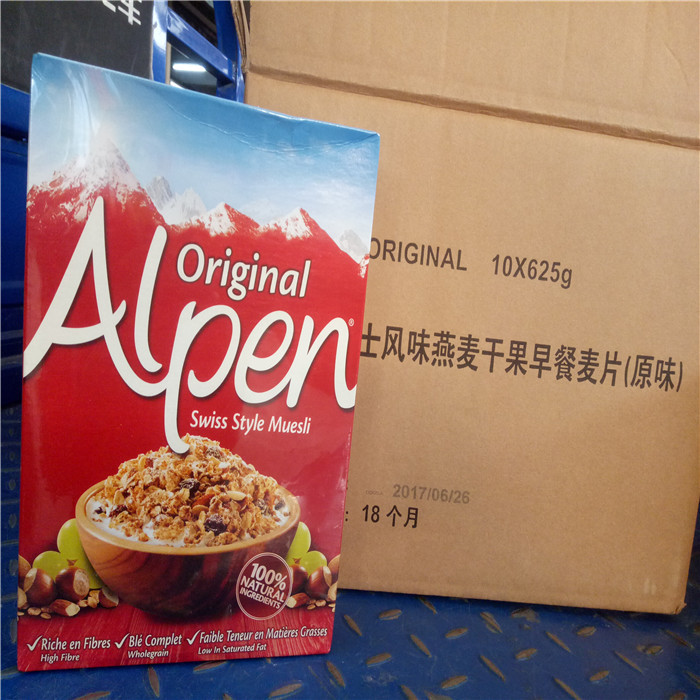 Original
Alpen®
Swiss Style Muesli
100%
NATURAL
INGREDIENTS
✓Riche en Fibres ✓Blé Complet ✓Faible Teneur en Matières Grasses
High Fibre Wholegrain Low In Saturated Fat
ORIGINAL 10X625g
士风味燕麦干果早餐麦片(原味)
2017/06/26
: 18个月